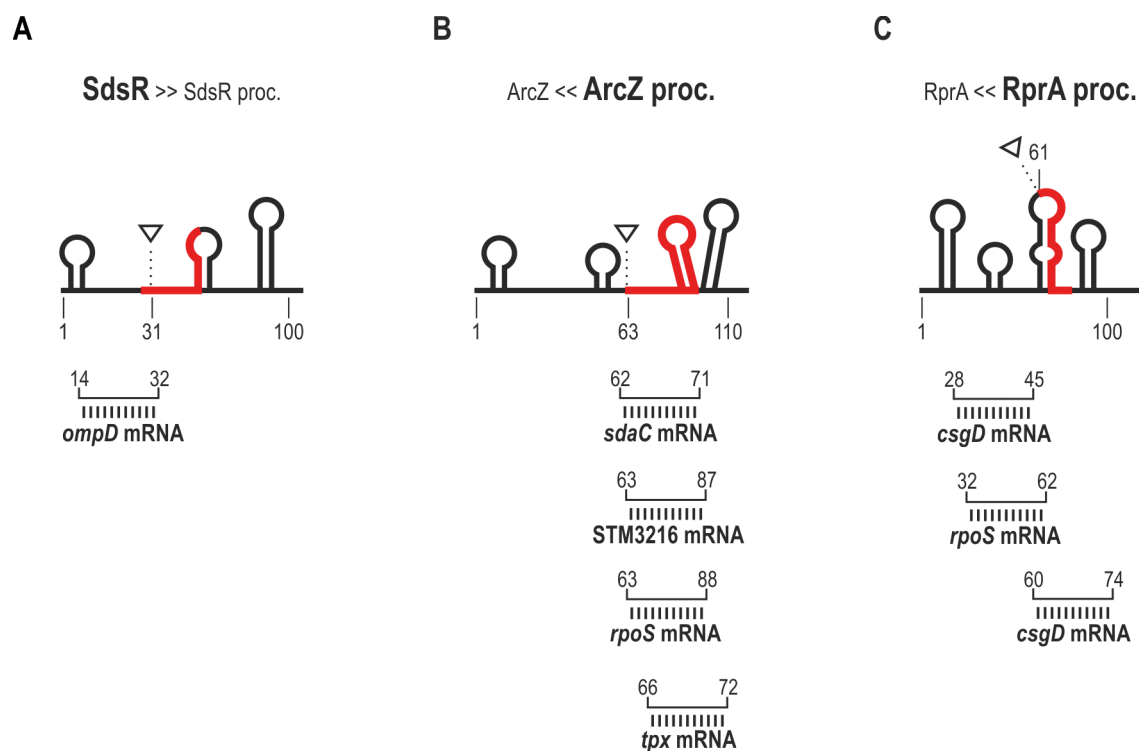 A
SdsR >> SdsR proc.
1
31
100
14
32
ompD mRNA
B
ArcZ << ArcZ proc.
1
63
110
62
71
sdaC mRNA
63
87
STM3216 mRNA
63
88
rpoS mRNA
66
72
tpx mRNA
C
RprA << RprA proc.
61
1
100
28
45
csgD mRNA
32
62
rpoS mRNA
60
74
csgD mRNA